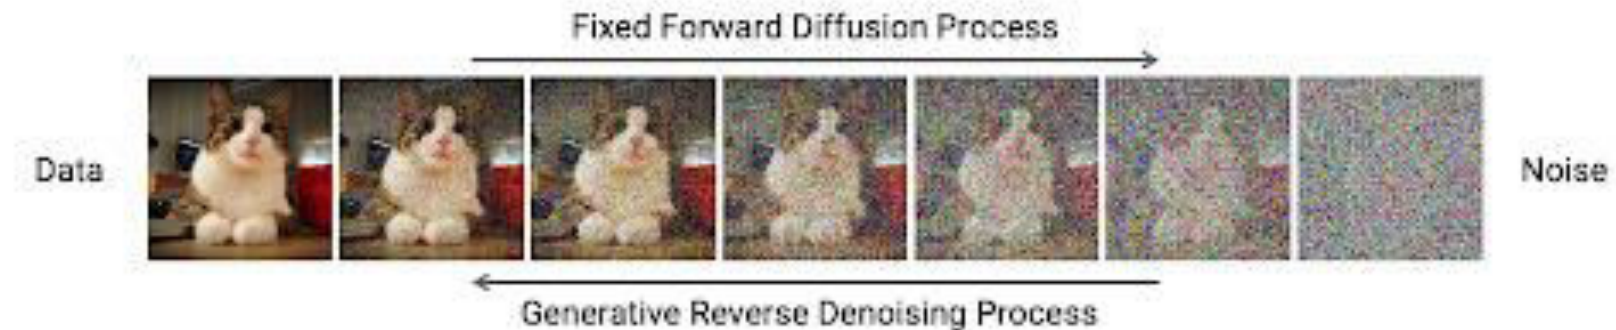 Fixed Forward Diffusion Process
Data
Noise
Generative Reverse Denoising Process